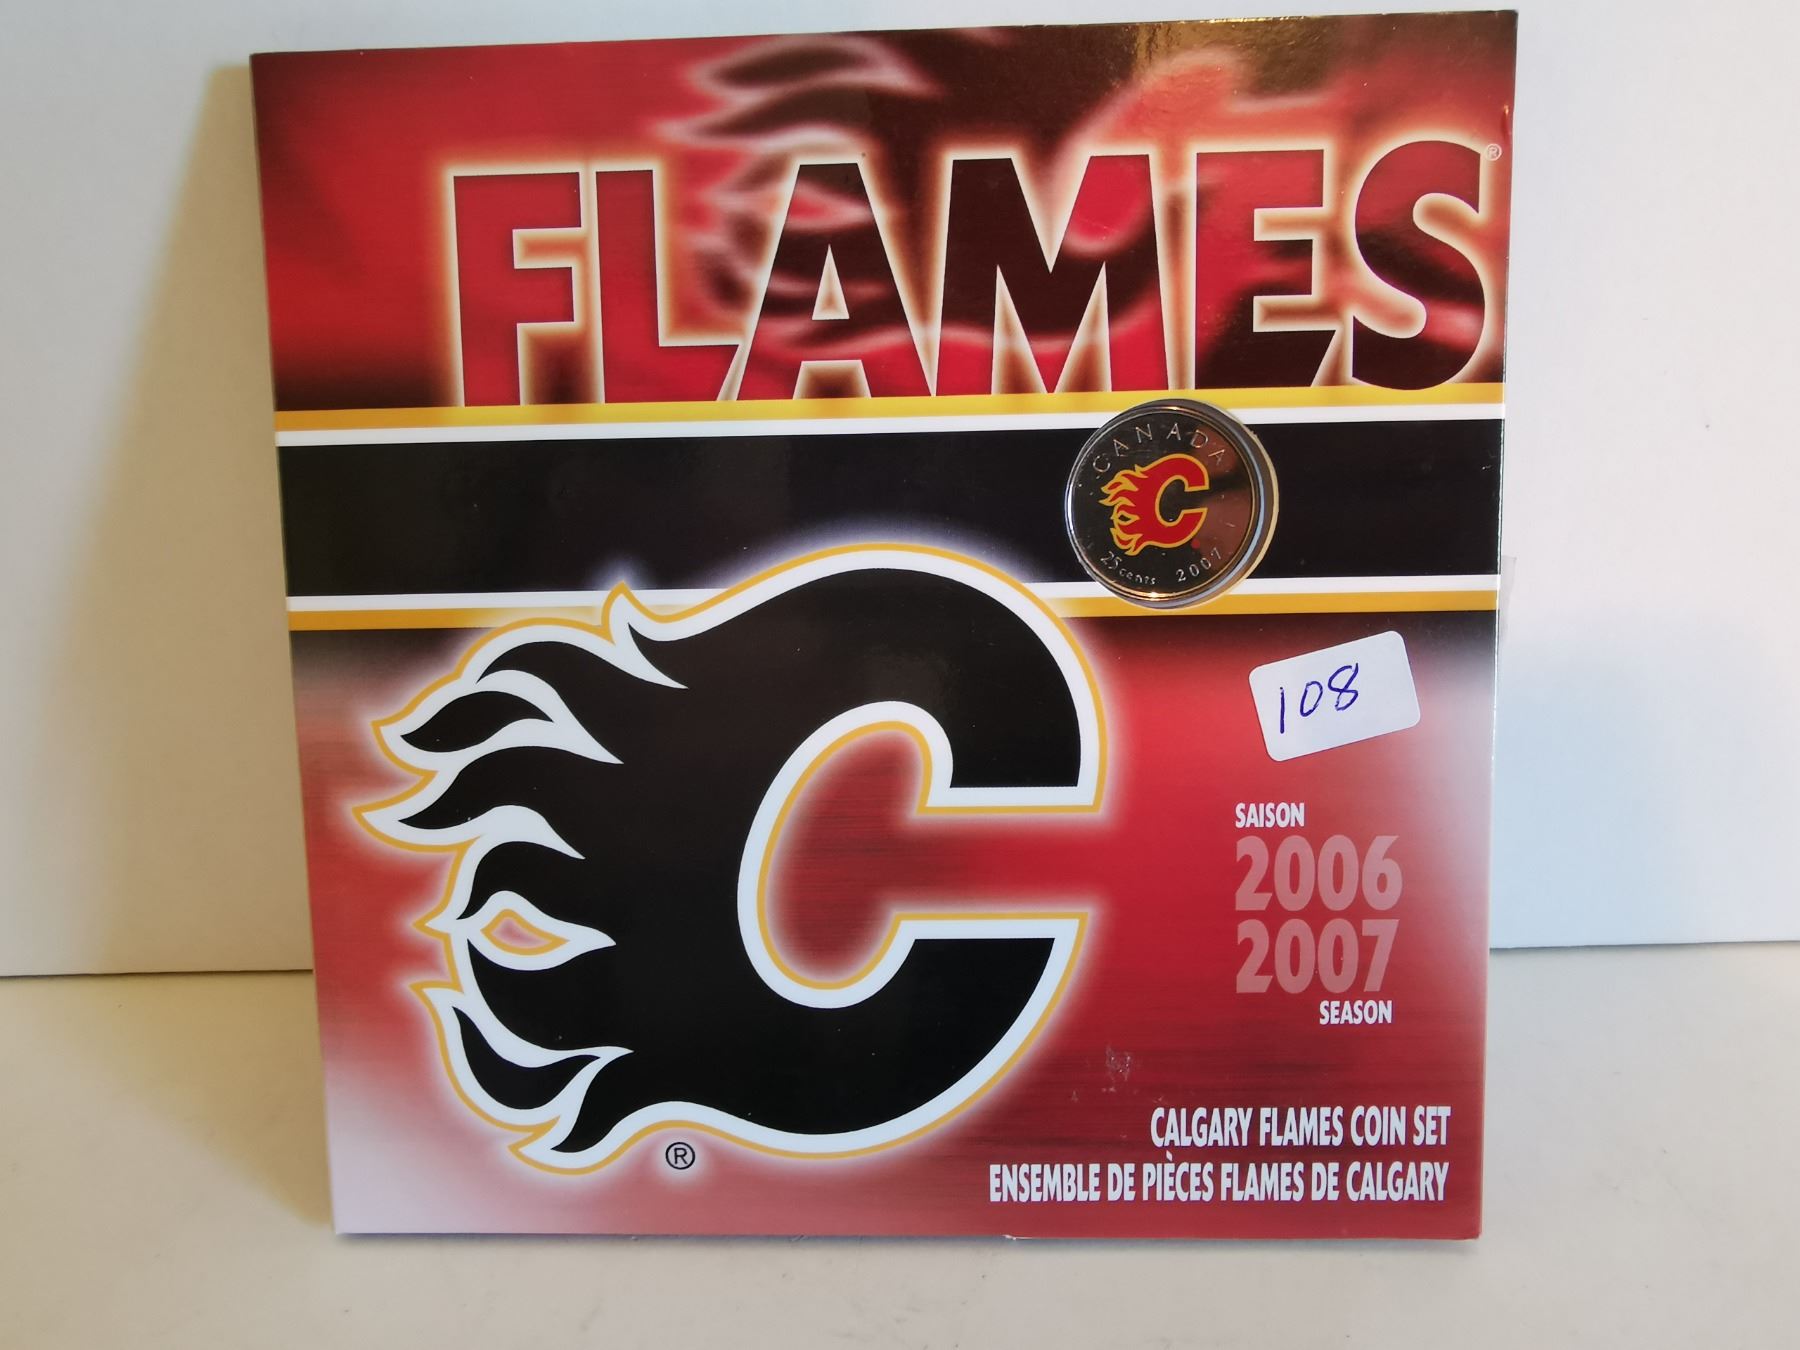 FLAMES®
CANADA
C
25 cents 2007
C
®
108
SAISON
2006
2007
SEASON
CALGARY FLAMES COIN SET
ENSEMBLE DE PIÈCES FLAMES DE CALGARY